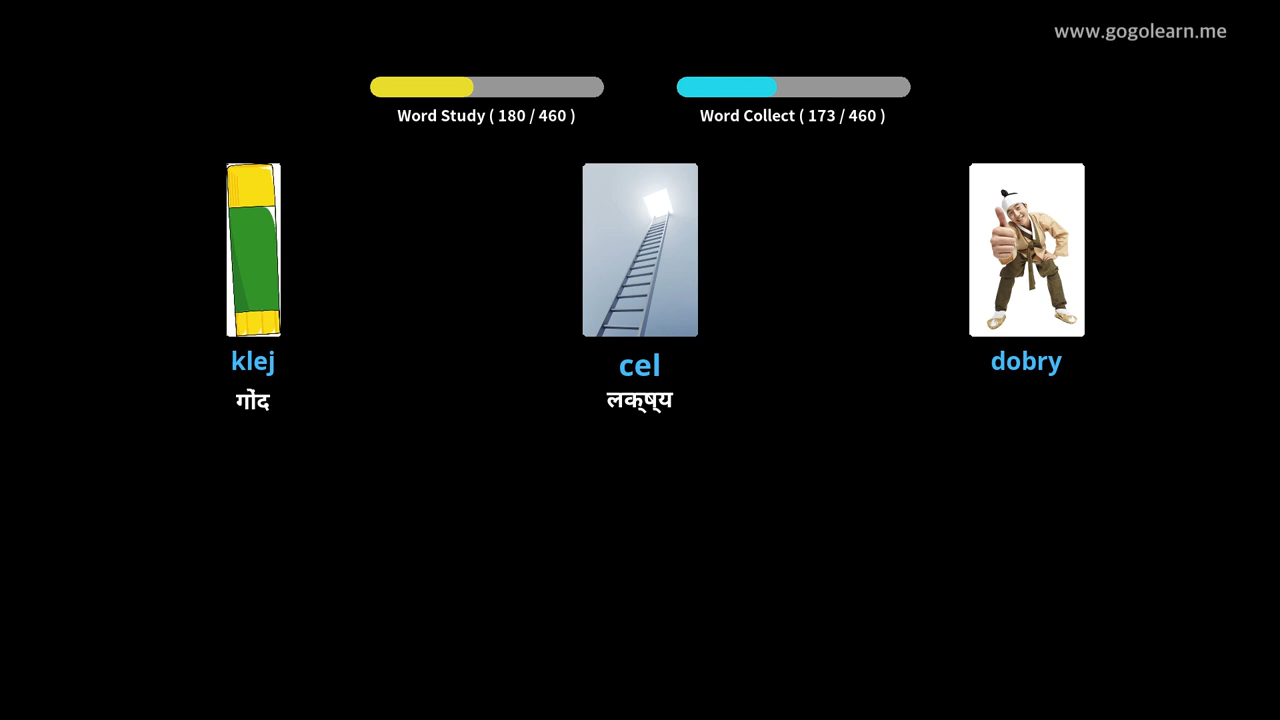 www.gogolearn.me
Word Study ( 180 / 460 )
Word Collect ( 173 / 460 )
klej
cel
dobry
गोंद
लक्ष्य